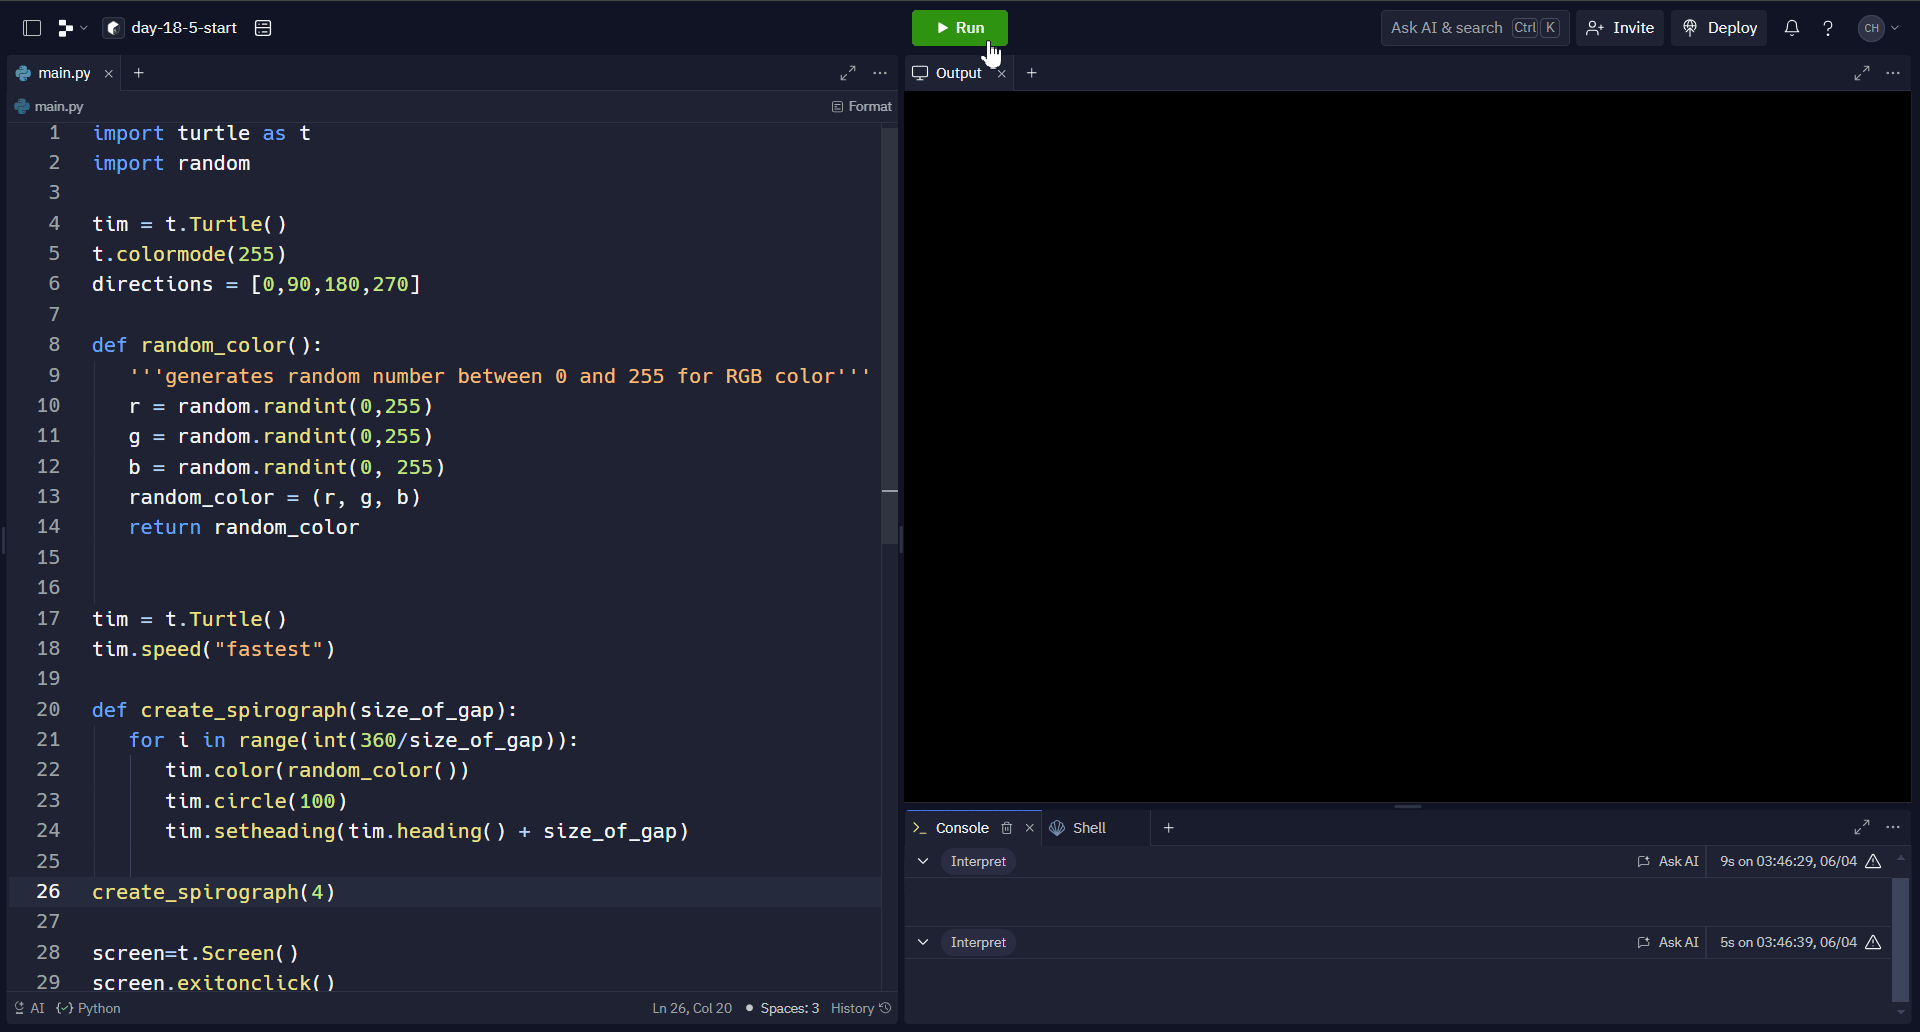 day-18-5-start
Run
Ask AI & search Ctrl K
Invite
Deploy
CH
main.py
Output
main.py
Format
1 import turtle as t
2 import random
3
4 tim = t.Turtle()
5 t.colormode(255)
6 directions = [0,90,180,270]
7
8 def random_color():
9 '''generates random number between 0 and 255 for RGB color'''
10 r = random.randint(0,255)
11 g = random.randint(0,255)
12 b = random.randint(0, 255)
13 random_color = (r, g, b)
14 return random_color
15
16
17 tim = t.Turtle()
18 tim.speed("fastest")
19
20 def create_spirograph(size_of_gap):
21 for i in range(int(360/size_of_gap)):
22 tim.color(random_color())
23 tim.circle(100)
24 tim.setheading(tim.heading() + size_of_gap)
25
26 create_spirograph(4)
27
28 screen=t.Screen()
29 screen.exitonclick()
AI
Python
Ln 26, Col 20
Spaces: 3
History
Console
Shell
Interpret
Ask AI
9s on 03:46:29, 06/04
Interpret
Ask AI
5s on 03:46:39, 06/04